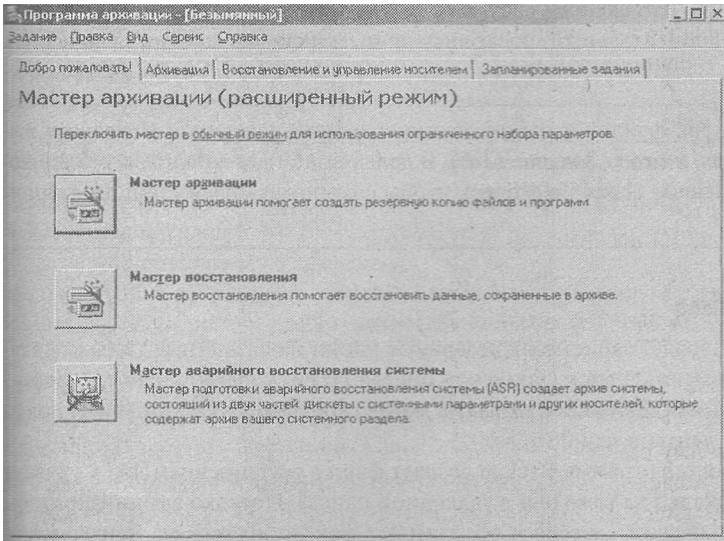 Программа архивации - [Безымянный]
Задание Правка Вид Сервис Справка
Добро пожаловать! Архивация Восстановление и управление носителем Запланированные задания
Мастер архивации (расширенный режим)
Переключить мастер в обычный режим для использования ограниченного набора параметров.
Мастер архивации
Мастер архивации помогает создать резервную копию файлов и программ
Мастер восстановления
Мастер восстановления помогает восстановить данные, сохраненные в архиве.
Мастер аварийного восстановления системы
Мастер подготовки аварийного восстановления системы (ASR) создает архив системы,
состоящий из двух частей: дискеты с системными параметрами и других носителей, которые
содержат архив вашего системного раздела.